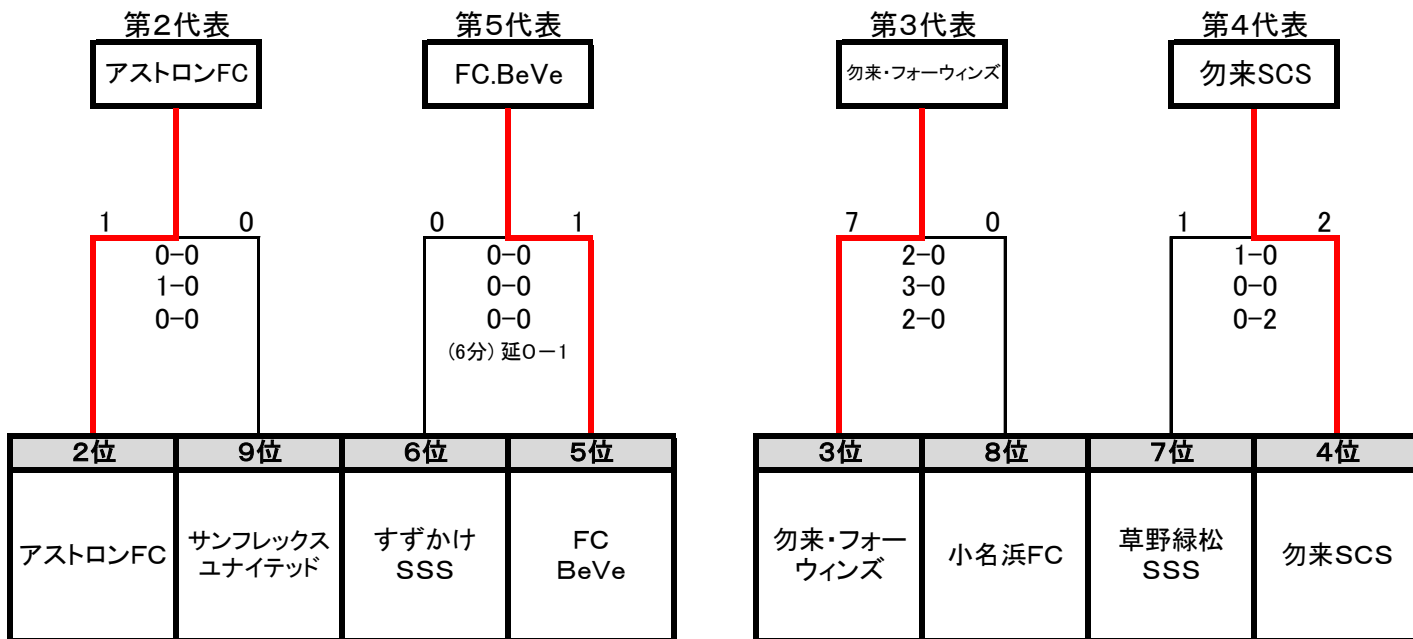 第2代表 第5代表 第3代表 第4代表
アストロンFC FC.BeVe 勿来・フォーウィンズ 勿来SCS
1 0 0 1 7 0 1 2
0-0 0-0 2-0 1-0
1-0 0-0 3-0 0-0
0-0 0-0 2-0 0-2
(6分) 延0-1
2位 9位 6位 5位 3位 8位 7位 4位
アストロンFC
サンフレックス
ユナイテッド
すずかけ
SSS
FC
BeVe
勿来・フォー
ウィンズ
小名浜FC
草野緑松
SSS
勿来SCS